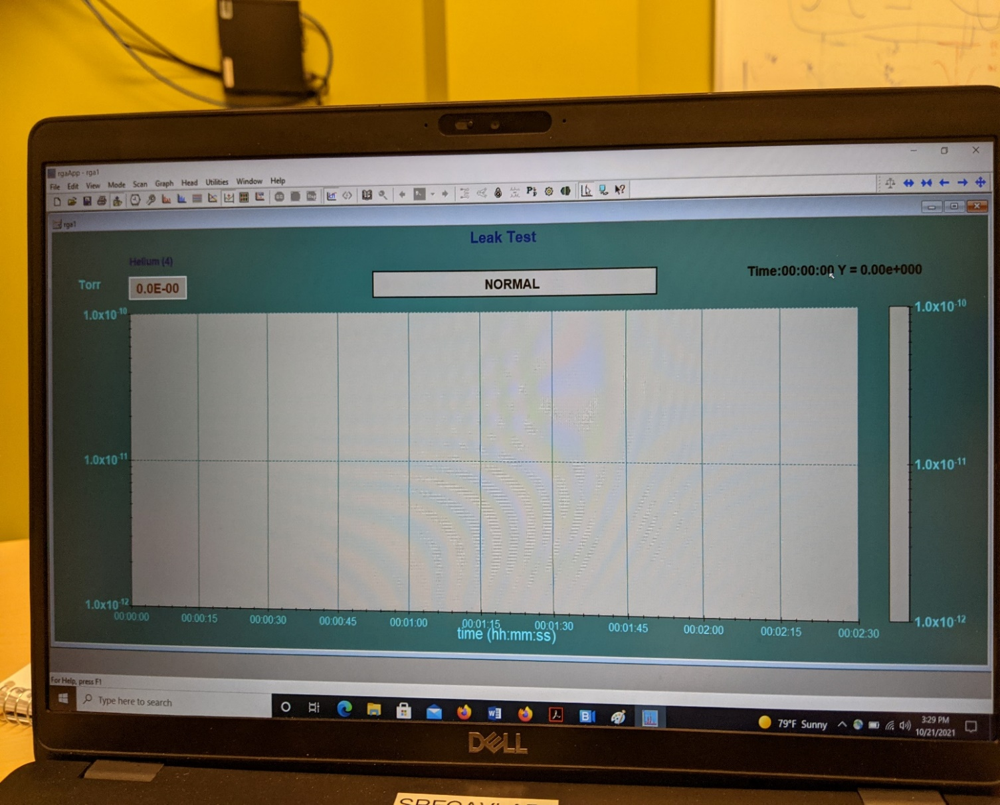 rgaApp - rga1
File Edit View Mode Scan Graph Head Utilities Window Help
rga1
Leak Test
Helium (4)
Torr
0.0E-00
NORMAL
Time:00:00:00 Y = 0.00e+000
1.0x10-10
1.0x10-10
1.0x10-11
1.0x10-11
1.0x10-12
1.0x10-12
00:00:00 00:00:15 00:00:30 00:00:45 00:01:00 00:01:15 00:01:30 00:01:45 00:02:00 00:02:15 00:02:30
time (hh:mm:ss)
For Help, press F1
Type here to search
79°F Sunny
3:29 PM
10/21/2021
DELL